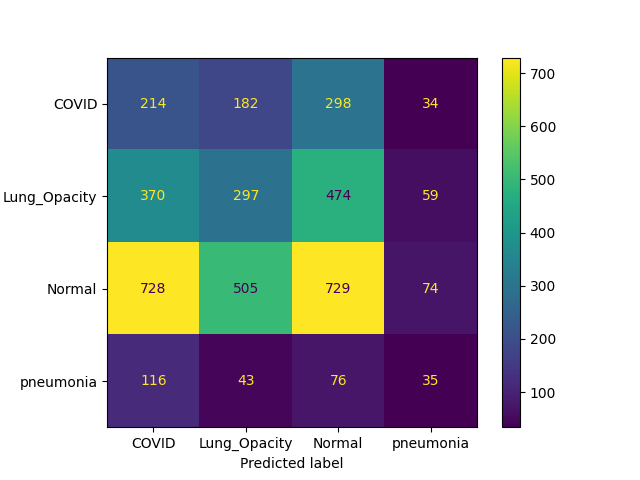 COVID 214 182 298 34
Lung_Opacity 370 297 474 59
Normal 728 505 729 74
pneumonia 116 43 76 35
COVID Lung_Opacity Normal pneumonia
Predicted label
700
600
500
400
300
200
100